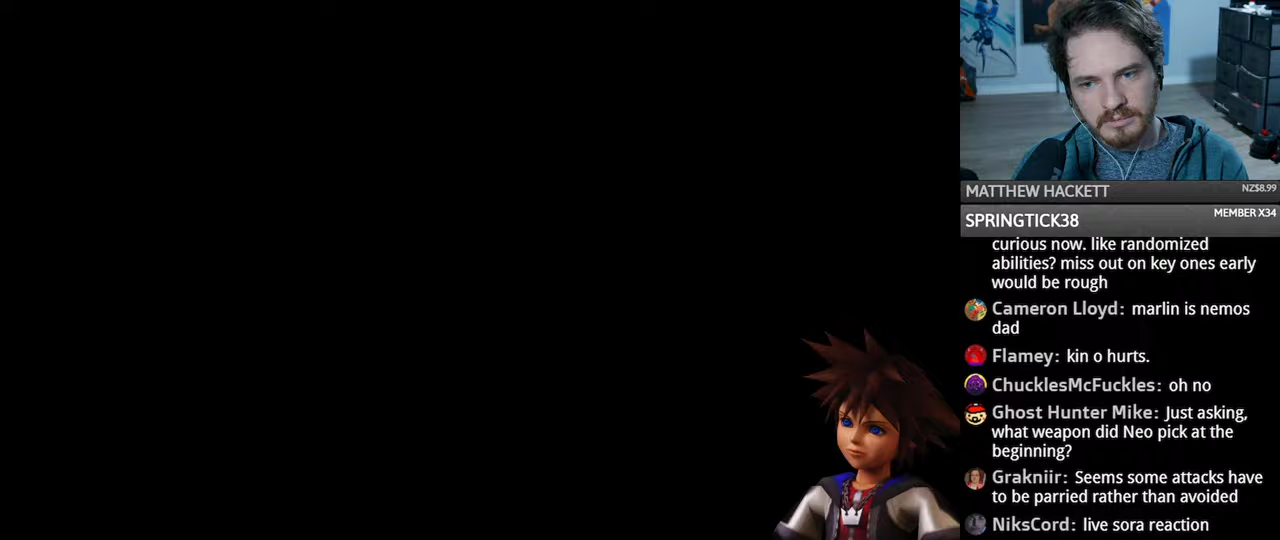 MATTHEW HACKETT
NZ$8.99
SPRINGTICK38
MEMBER X34
curious now. like randomized
abilities? miss out on key ones early
would be rough
Cameron Lloyd: marlin is nemos
dad
Flamey: kin o hurts.
ChucklesMcFuckles: oh no
Ghost Hunter Mike: Just asking,
what weapon did Neo pick at the
beginning?
Grakniir: Seems some attacks have
to be parried rather than avoided
NiksCord: live sora reaction